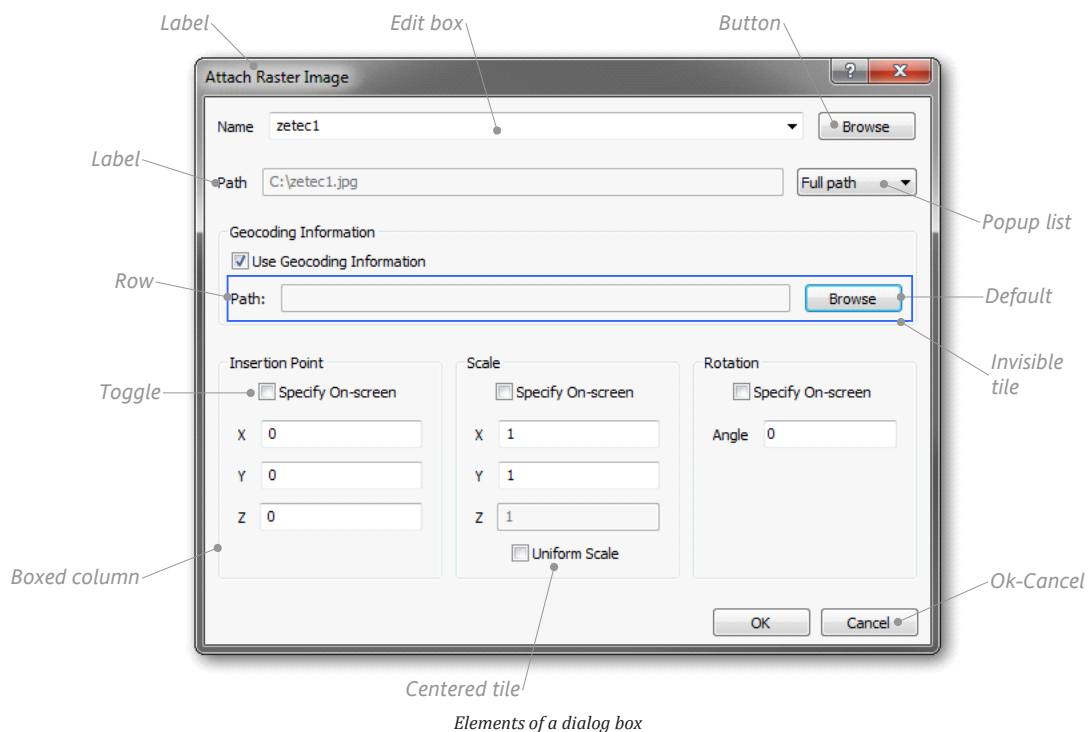 Label Edit box Button
Attach Raster Image ?
Name zetec1 Browse
Label
Path C:\zetec1.jpg Full path
Popup list
Geocoding Information
Use Geocoding Information
Row
Path: Browse Default
Invisible
tile
Insertion Point Scale Rotation
Toggle Specify On-screen Specify On-screen Specify On-screen
X 0 X 1 Angle 0
Y 0 Y 1
Z 0 Z 1
Uniform Scale
Boxed column
Ok-Cancel
OK Cancel
Centered tile
Elements of a dialog box